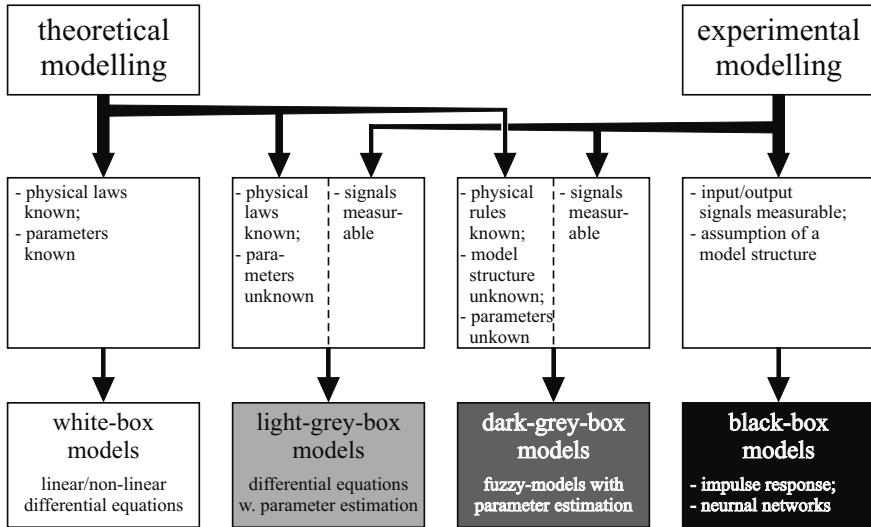 theoretical
modelling
experimental
modelling
- physical laws
known;
- parameters
known
- physical
laws
known;
- para-
meters
unknown
- signals
measur-
able
- physical
rules
known;
- model
structure
unknown;
- parameters
unkown
- signals
measur-
able
- input/output
signals measurable;
- assumption of a
model structure
white-box
models
linear/non-linear
differential equations
light-grey-box
models
differential equations
w. parameter estimation
dark-grey-box
models
fuzzy-models with
parameter estimation
black-box
models
- impulse response;
- neurnal networks